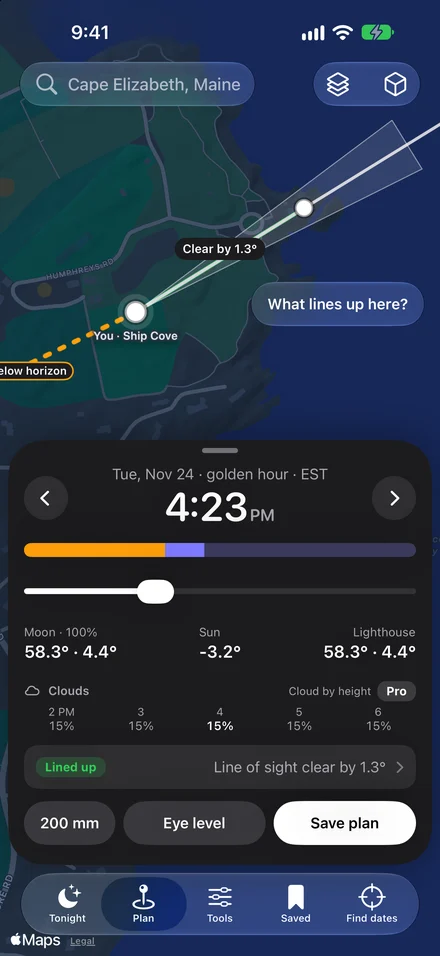 9:41
Cape Elizabeth, Maine
Clear by 1.3°
HUMPHREYS RD
What lines up here?
You · Ship Cove
elow horizon
Tue, Nov 24 · golden hour · EST
4:23 PM
Moon · 100% Sun Lighthouse
58.3° · 4.4° -3.2° 58.3° · 4.4°
Clouds Cloud by height Pro
2 PM 3 4 5 6
15% 15% 15% 15% 15%
Lined up Line of sight clear by 1.3°
200 mm Eye level Save plan
Tonight Plan Tools Saved Find dates
Maps Legal